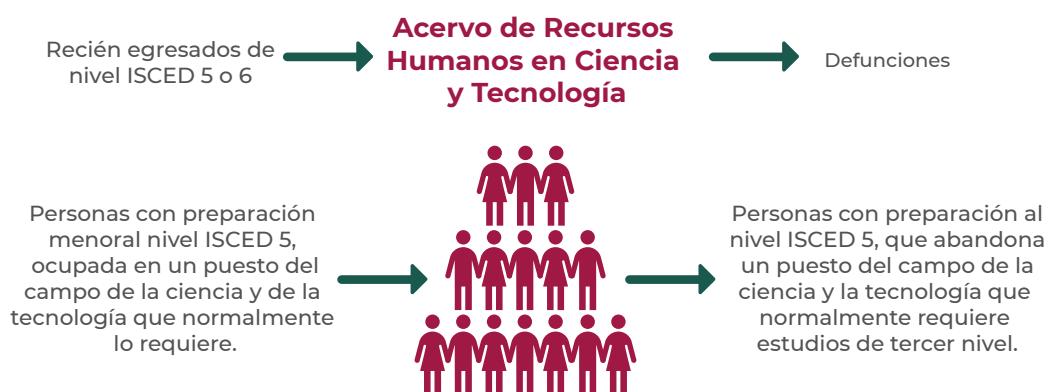 Recién egresados de
nivel ISCED 5 o 6
Acervo de Recursos
Humanos en Ciencia
y Tecnología
Defunciones
Personas con preparación
menoral nivel ISCED 5,
ocupada en un puesto del
campo de la ciencia y de la
tecnología que normalmente
lo requiere.
Personas con preparación al
nivel ISCED 5, que abandona
un puesto del campo de la
ciencia y la tecnología que
normalmente requiere
estudios de tercer nivel.